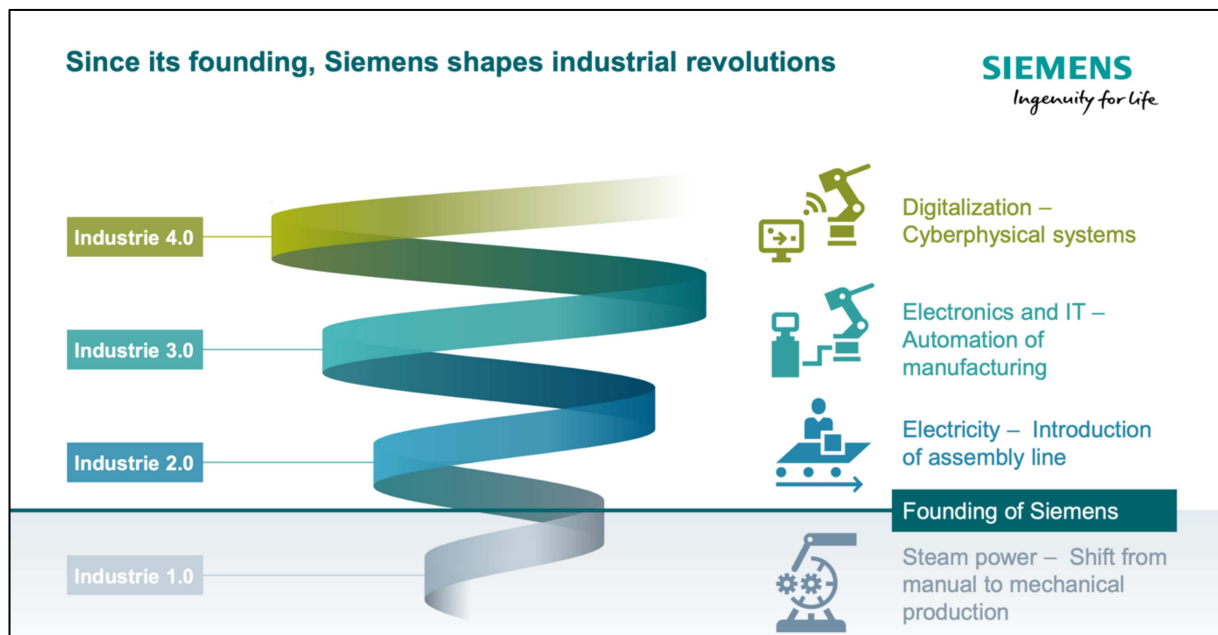 Since its founding, Siemens shapes industrial revolutions
SIEMENS
Ingenuity for life
Industrie 4.0
Digitalization –
Cyberphysical systems
Industrie 3.0
Electronics and IT –
Automation of
manufacturing
Industrie 2.0
Electricity – Introduction
of assembly line
Founding of Siemens
Industrie 1.0
Steam power – Shift from
manual to mechanical
production